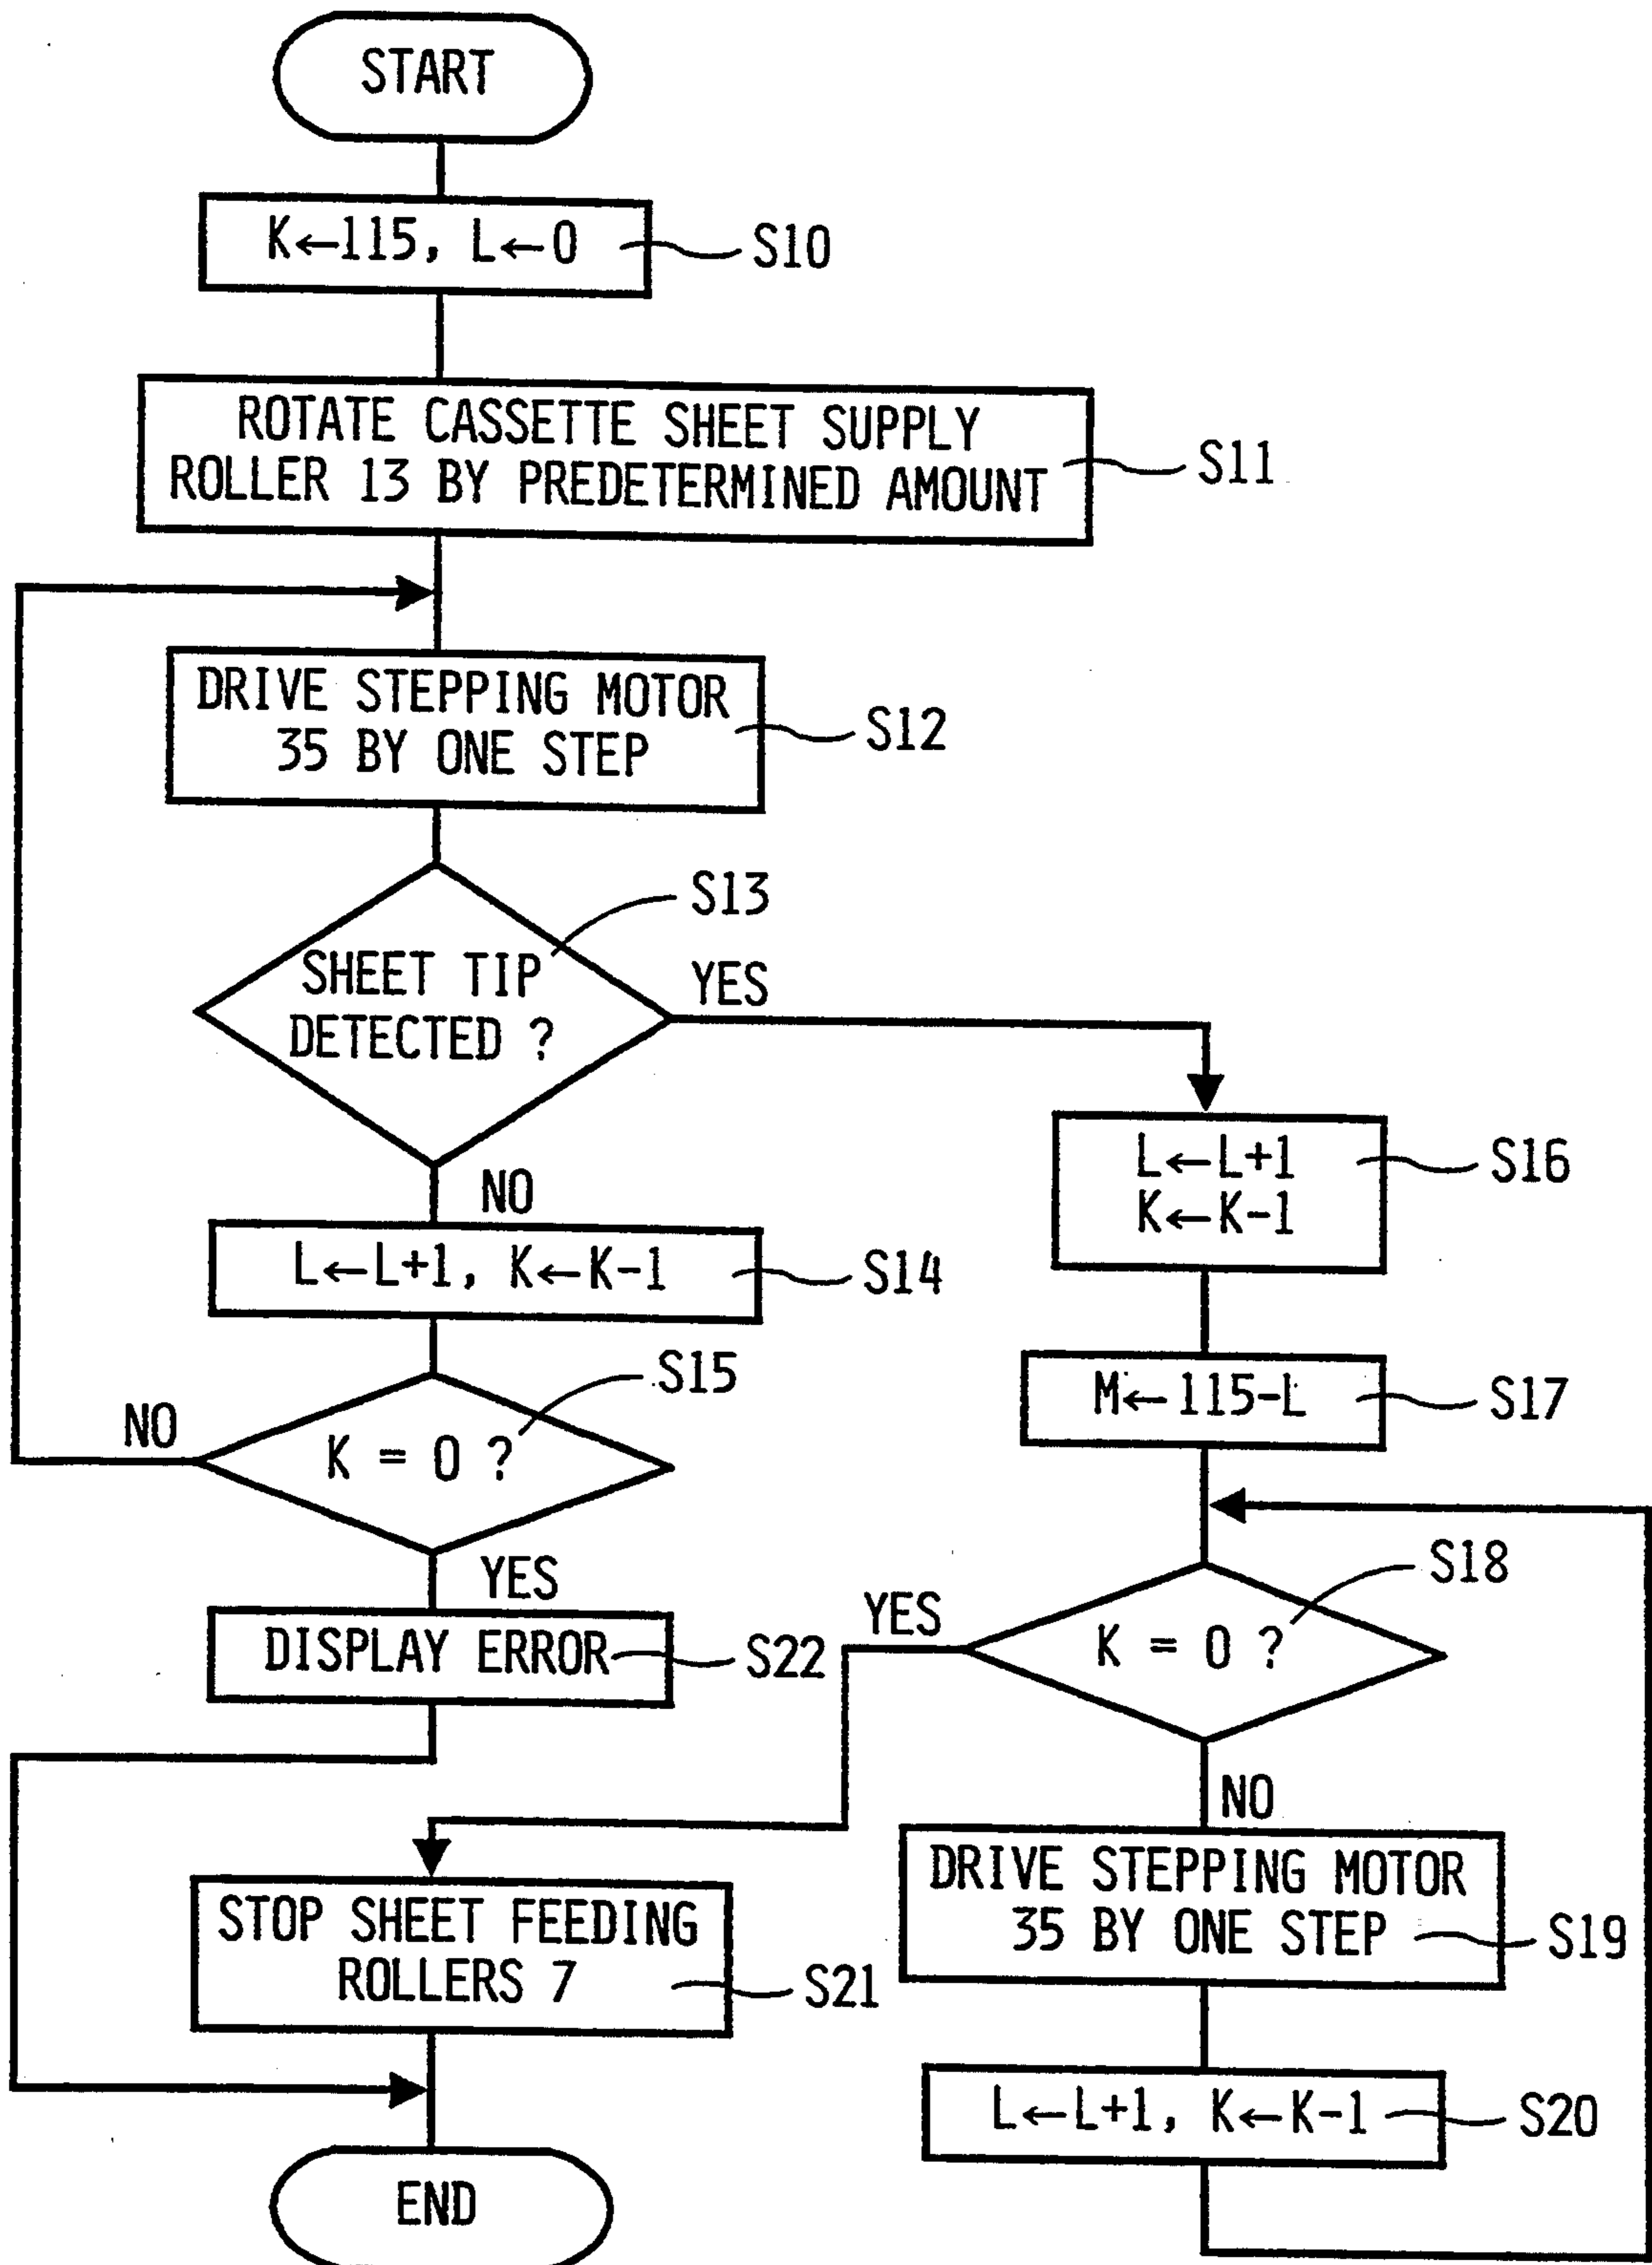 START
K←115, L←0
S10
ROTATE CASSETTE SHEET SUPPLY
ROLLER 13 BY PREDETERMINED AMOUNT
S11
DRIVE STEPPING MOTOR
35 BY ONE STEP
S12
S13
SHEET TIP
DETECTED ?
YES
NO
L←L+1, K←K-1
S14
S15
K = 0 ?
NO
YES
DISPLAY ERROR
S22
L←L+1
K←K-1
S16
M←115-L
S17
S18
K = 0 ?
YES
NO
DRIVE STEPPING MOTOR
35 BY ONE STEP
S19
L←L+1, K←K-1
S20
STOP SHEET FEEDING
ROLLERS 7
S21
END